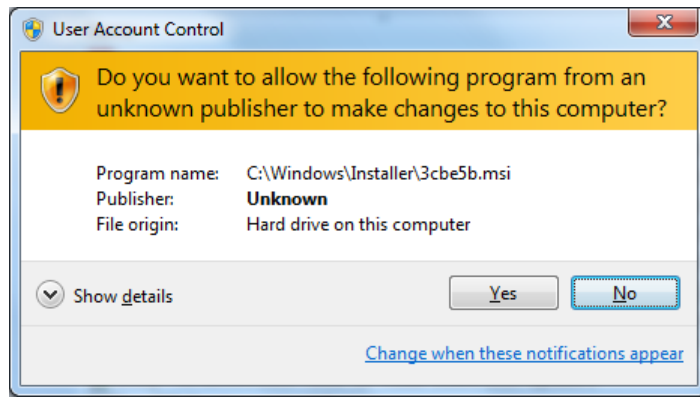 User Account Control
Do you want to allow the following program from an
unknown publisher to make changes to this computer?
Program name: C:\Windows\Installer\3cbe5b.msi
Publisher: Unknown
File origin: Hard drive on this computer
Show details
Yes
No
Change when these notifications appear